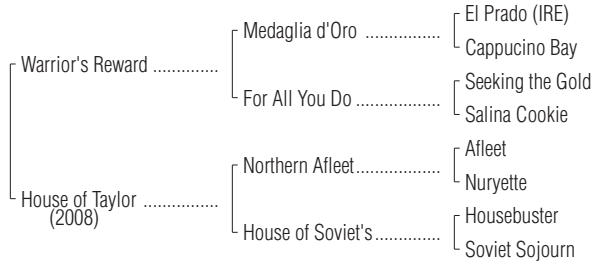 El Prado (IRE)
Medaglia d'Oro ..................
Cappucino Bay
Warrior's Reward ..............
Seeking the Gold
For All You Do ....................
Salina Cookie
Afleet
Northern Afleet...................
Nuryette
House of Taylor ................
(2008)
Housebuster
House of Soviet's...............
Soviet Sojourn